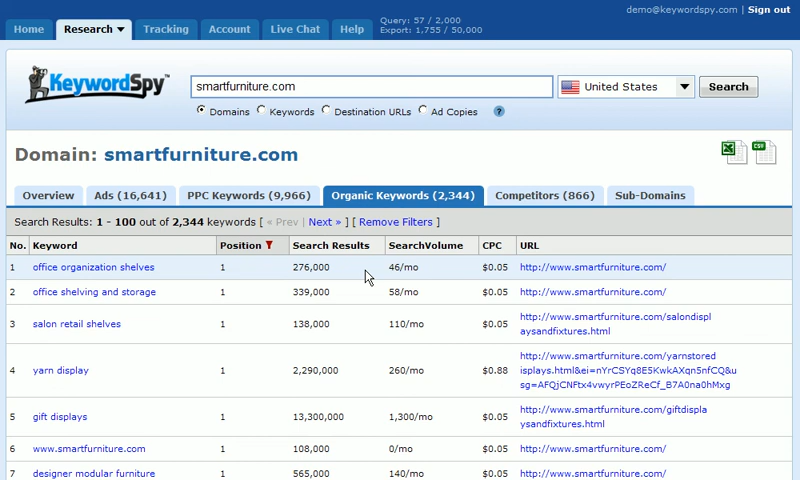 demo@keywordspy.com | Sign out
Home Research Tracking Account Live Chat Help
Query: 57 / 2,000
Export: 1,755 / 50,000
KeywordSpy™ smartfurniture.com United States Search
Domains Keywords Destination URLs Ad Copies ?
Domain: smartfurniture.com
Overview Ads (16,641) PPC Keywords (9,966) Organic Keywords (2,344) Competitors (866) Sub-Domains
Search Results: 1 - 100 out of 2,344 keywords [ « Prev | Next » ] [ Remove Filters ]
No. Keyword Position Search Results SearchVolume CPC URL
1 office organization shelves 1 276,000 46/mo $0.05 http://www.smartfurniture.com/
2 office shelving and storage 1 339,000 58/mo $0.05 http://www.smartfurniture.com/
3 salon retail shelves 1 138,000 110/mo $0.05 http://www.smartfurniture.com/salondispl
aysandfixtures.html
4 yarn display 1 2,290,000 260/mo $0.88 http://www.smartfurniture.com/yarnstored
isplays.html&ei=nYrCSYq8E5KwkAXqn5nfCQ&u
sg=AFQjCNFtx4vwyrPEoZReCf_B7A0na0hMxg
5 gift displays 1 13,300,000 1,300/mo $0.05 http://www.smartfurniture.com/giftdispla
ysandfixtures.html
6 www.smartfurniture.com 1 108,000 0/mo $0.05 http://www.smartfurniture.com/
7 designer modular furniture 1 565,000 140/mo $0.05 http://www.smartfurniture.com/